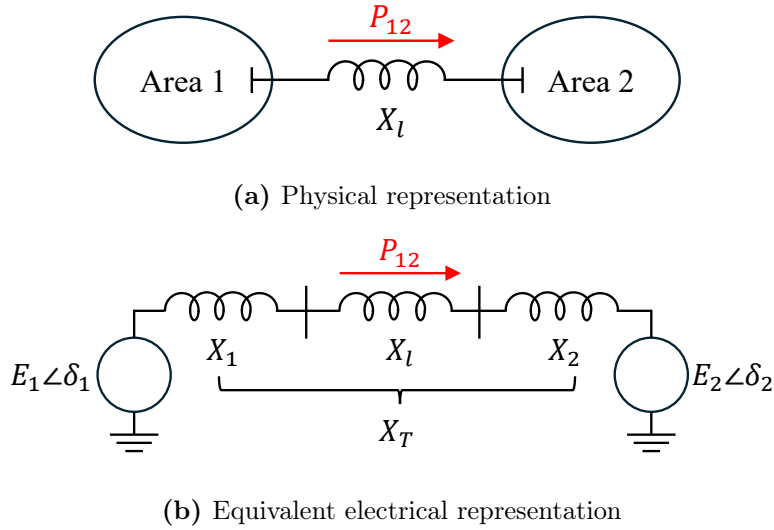 P₁₂
Area 1
Area 2
Xₗ
(a) Physical representation
P₁₂
X₁
Xₗ
X₂
E₁∠δ₁
E₂∠δ₂
X_T
(b) Equivalent electrical representation